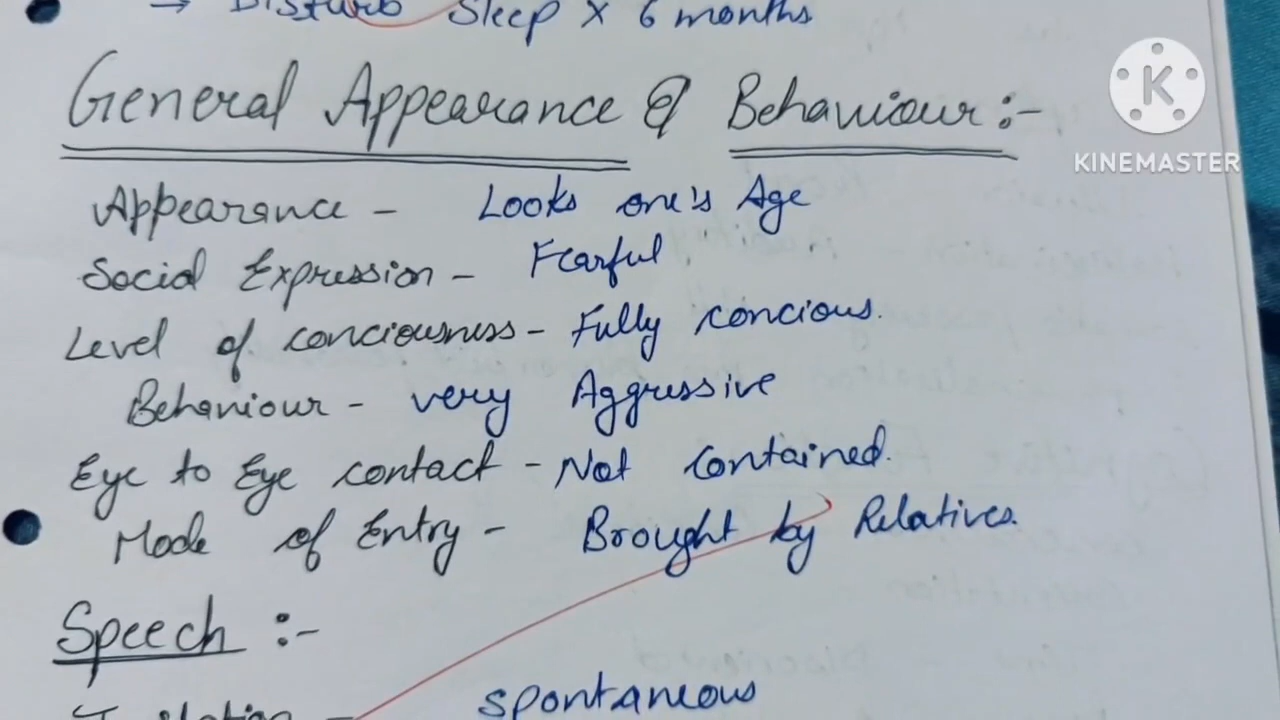 → Disturb Sleep × 6 months
General Appearance & Behaviour :-
K
KINEMASTER
Appearance - Looks one's Age
Social Expression - Fearful
Level of conciousness - Fully concious.
Behaviour - very Aggressive
Eye to Eye contact - Not Contained.
Mode of Entry - Brought by Relatives.
Speech :-
- spontaneous